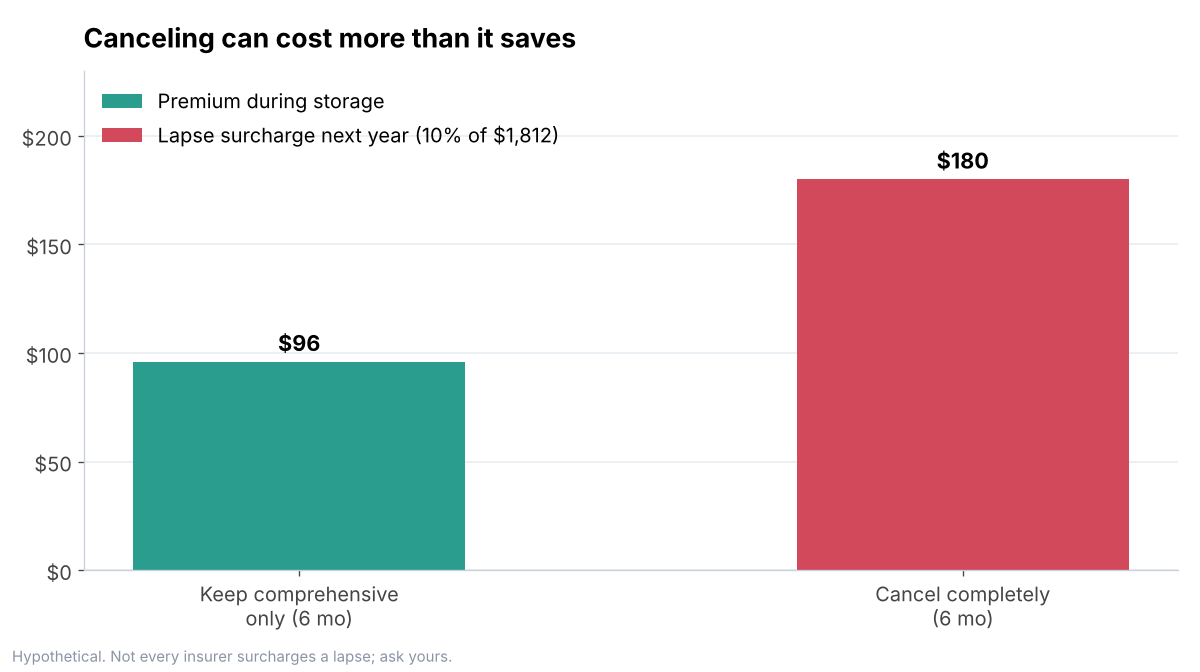 Canceling can cost more than it saves
Premium during storage
Lapse surcharge next year (10% of $1,812)
$200
$150
$100
$50
$0
$96
$180
Keep comprehensive
only (6 mo)
Cancel completely
(6 mo)
Hypothetical. Not every insurer surcharges a lapse; ask yours.